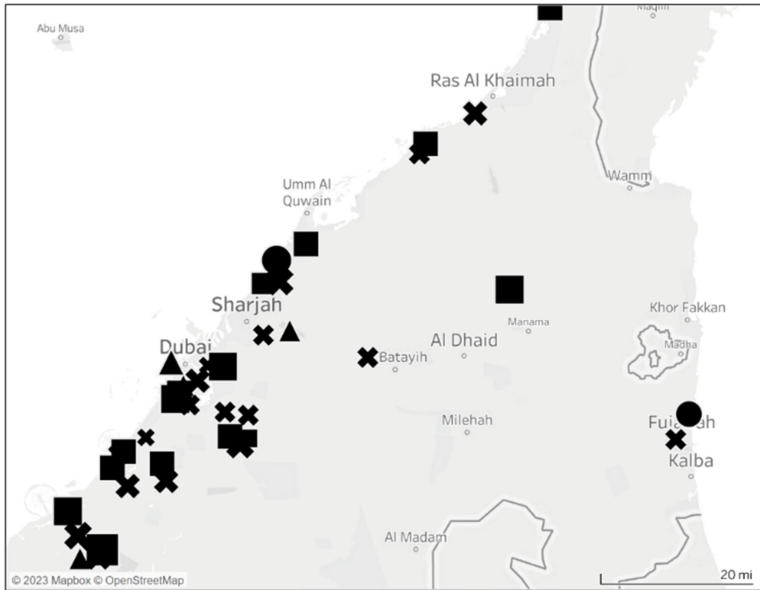 Abu Musa
Ras Al Khaimah
Wamm
Umm Al
Quwain
Sharjah
Khor Fakkan
Manama
Dubai
Al Dhaid
Madha
Batayih
Milehah
Kalba
Al Madam
© 2023 Mapbox © OpenStreetMap
20 mi